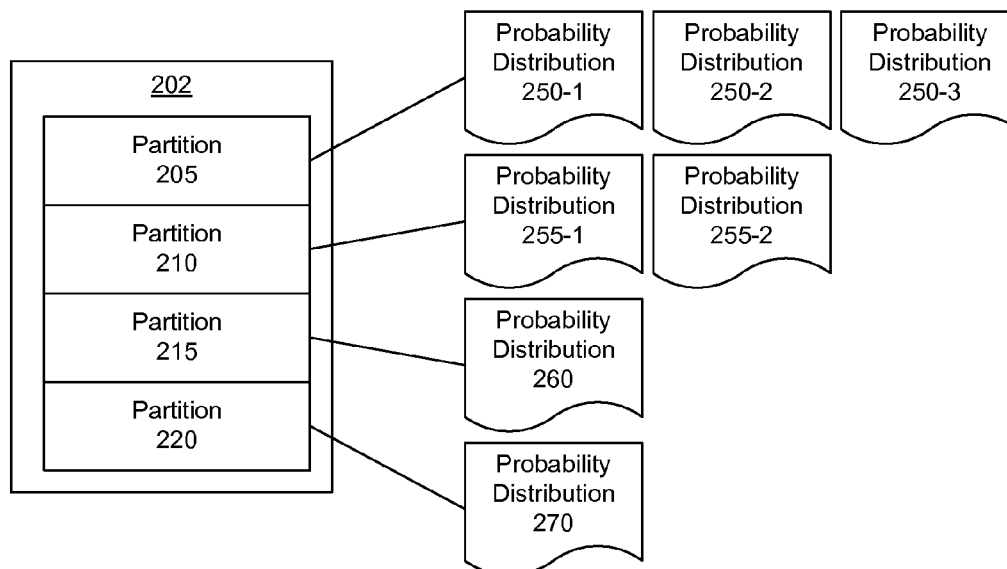 202
Partition
205
Partition
210
Partition
215
Partition
220
Probability
Distribution
250-1
Probability
Distribution
250-2
Probability
Distribution
250-3
Probability
Distribution
255-1
Probability
Distribution
255-2
Probability
Distribution
260
Probability
Distribution
270